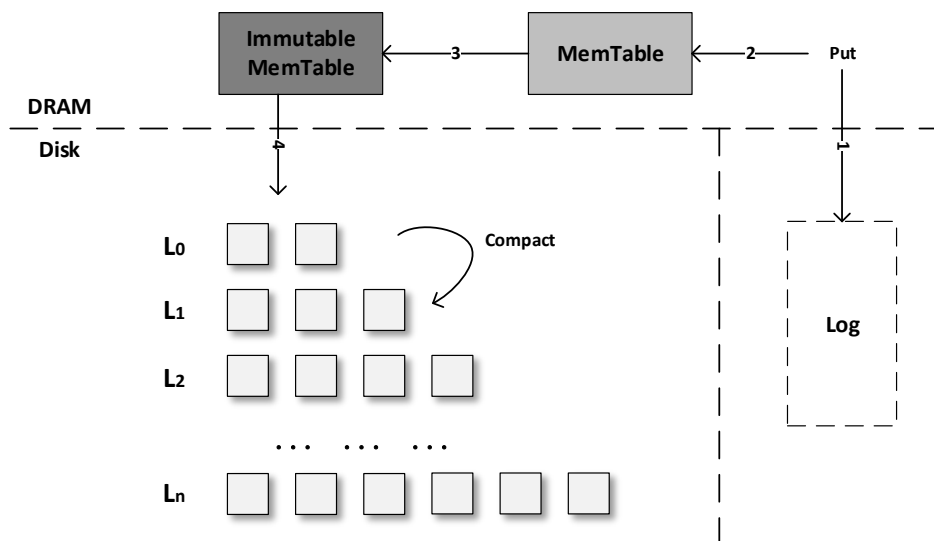 Immutable
MemTable
3
MemTable
2
Put
DRAM
Disk
4
1
L0
Compact
L1
Log
L2
... ... ...
Ln